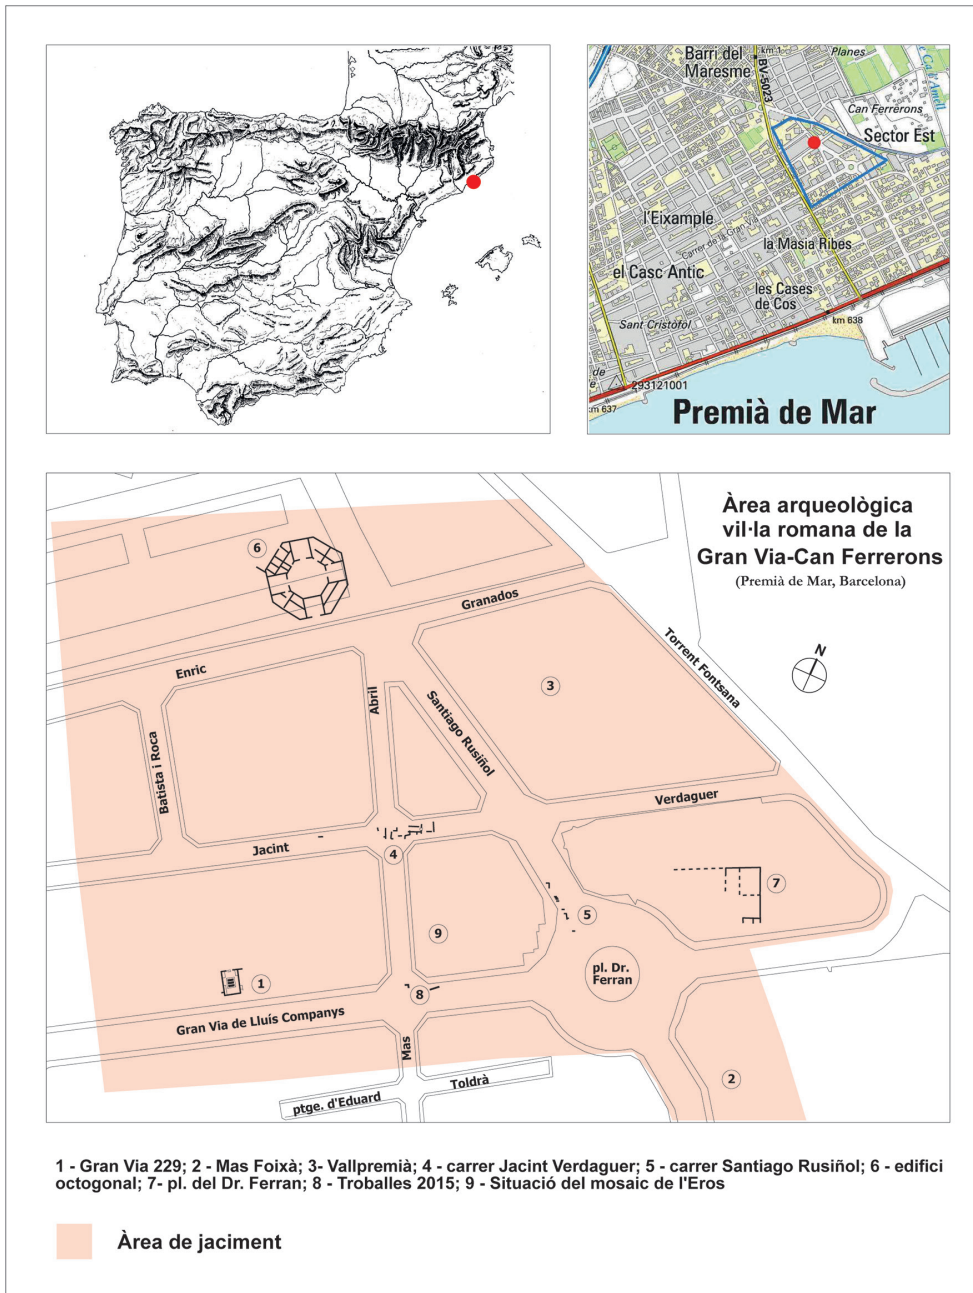 Barri del
Maresme
km 1
BV-5023
Planes
Can Ferrerons
Sector Est
l'Eixample
Carrer de la Gran Via
la Masia Ribes
el Casc Antic
les Cases
de Cos
Sant Cristòfol
km 638
de
e
293121001
km 637
Premià de Mar
Àrea arqueològica
vil·la romana de la
Gran Via-Can Ferrerons
(Premià de Mar, Barcelona)
N
6
Granados
Enric
Torrent Fontsana
3
Abril
Santiago Rusiñol
Batista i Roca
Verdaguer
Jacint
4
7
5
9
pl. Dr.
Ferran
1
8
Gran Via de Lluís Companys
Mas
2
Toldrà
ptge. d'Eduard
1 - Gran Via 229; 2 - Mas Foixà; 3- Vallpremià; 4 - carrer Jacint Verdaguer; 5 - carrer Santiago Rusiñol; 6 - edifici
octogonal; 7- pl. del Dr. Ferran; 8 - Troballes 2015; 9 - Situació del mosaic de l'Eros
Àrea de jaciment